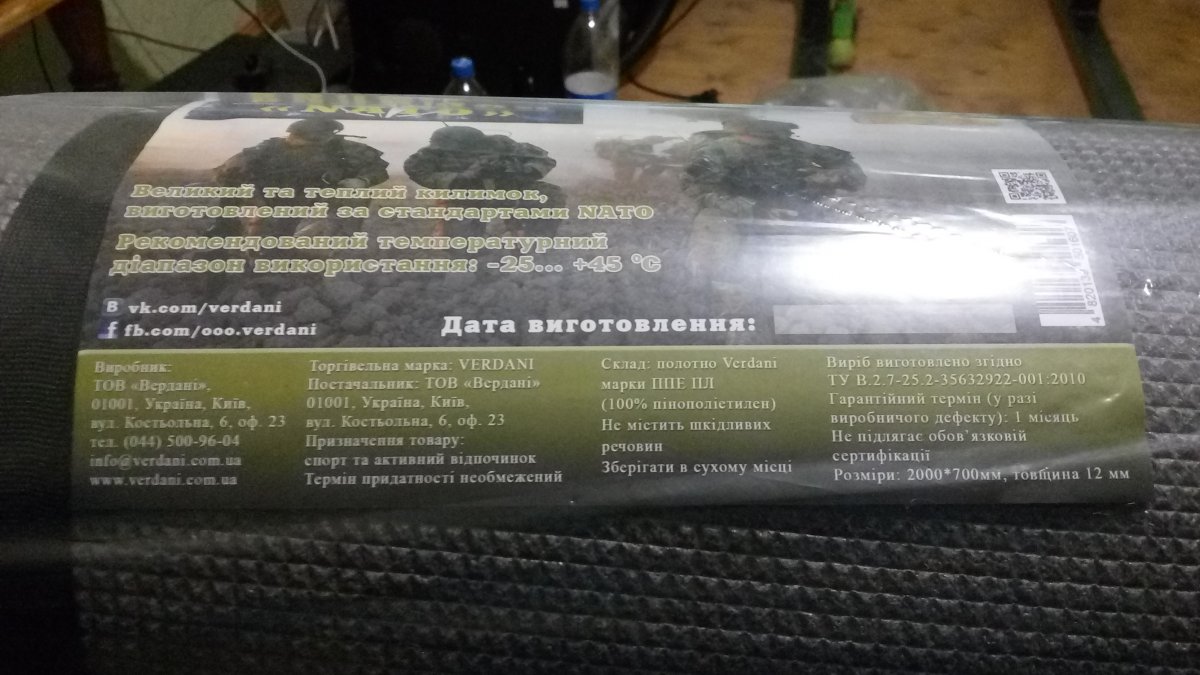 Великий та теплий килимок,
виготовлений за стандартами NATO
Рекомендований температурний
діапазон використання: -25... +45 °C
B vk.com/verdani
f fb.com/ooo.verdani
Дата виготовлення:
Виробник:
ТОВ «Вердані»,
01001, Україна, Київ,
вул. Костьольна, 6, оф. 23
тел. (044) 500-96-04
info@verdani.com.ua
www.verdani.com.ua
Торгівельна марка: VERDANI
Постачальник: ТОВ «Вердані»
01001, Україна, Київ,
вул. Костьольна, 6, оф. 23
Призначення товару:
спорт та активний відпочинок
Термін придатності необмежений
Склад: полотно Verdani
марки ППЕ ПЛ
(100% пінополіетилен)
Не містить шкідливих
речовин
Зберігати в сухому місці
Виріб виготовлено згідно
ТУ В.2.7-25.2-35632922-001:2010
Гарантійний термін (у разі
виробничого дефекту): 1 місяць
Не підлягає обов'язковій
сертифікації
Розміри: 2000*700мм, товщина 12 мм